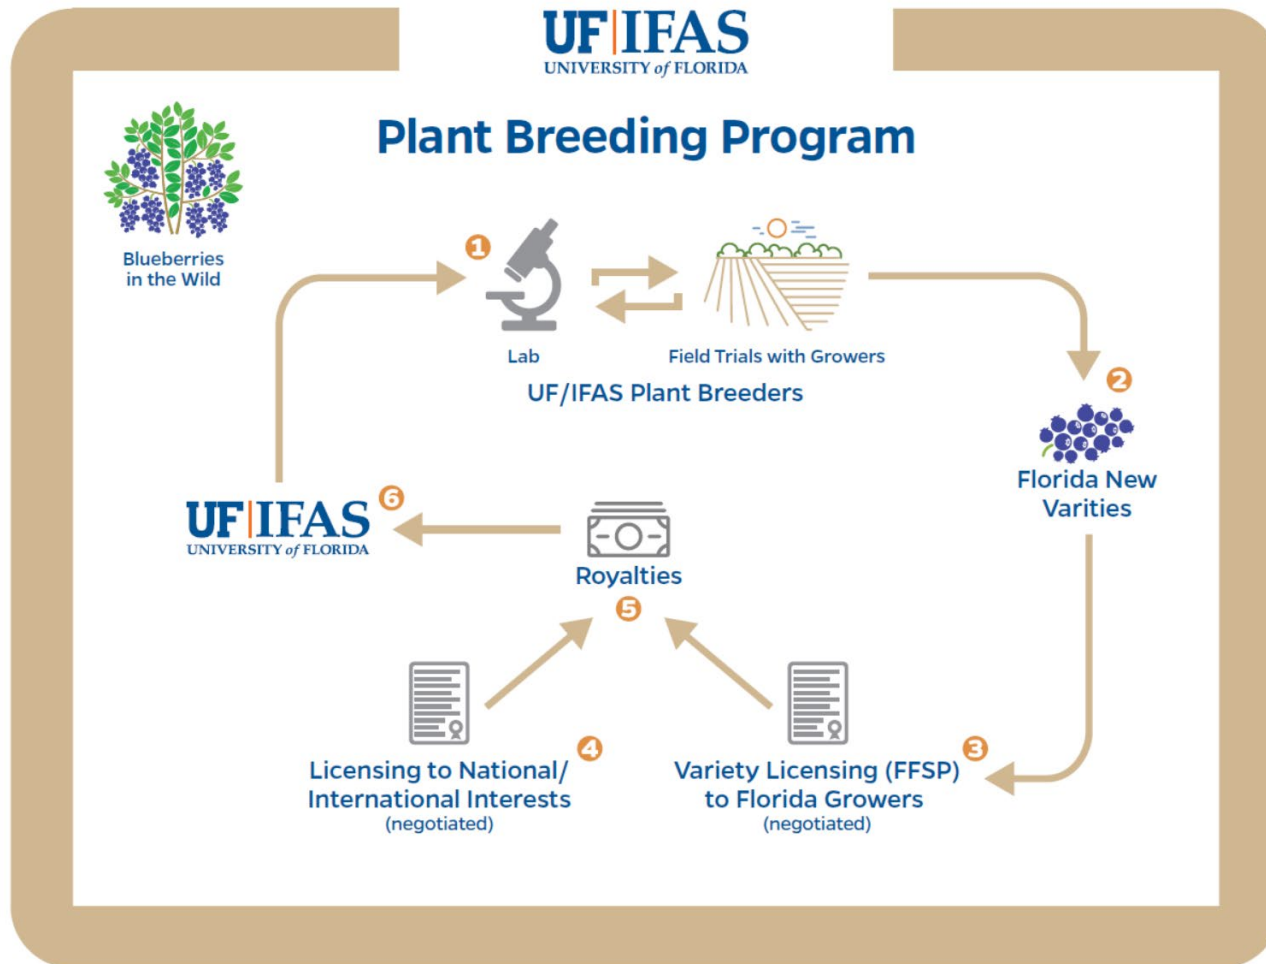 UF|IFAS
UNIVERSITY of FLORIDA
Plant Breeding Program
Blueberries
in the Wild
1
Lab
Field Trials with Growers
UF/IFAS Plant Breeders
2
Florida New
Varities
UF|IFAS
UNIVERSITY of FLORIDA
6
Royalties
5
Licensing to National/
International Interests
(negotiated)
4
Variety Licensing (FFSP)
to Florida Growers
(negotiated)
3